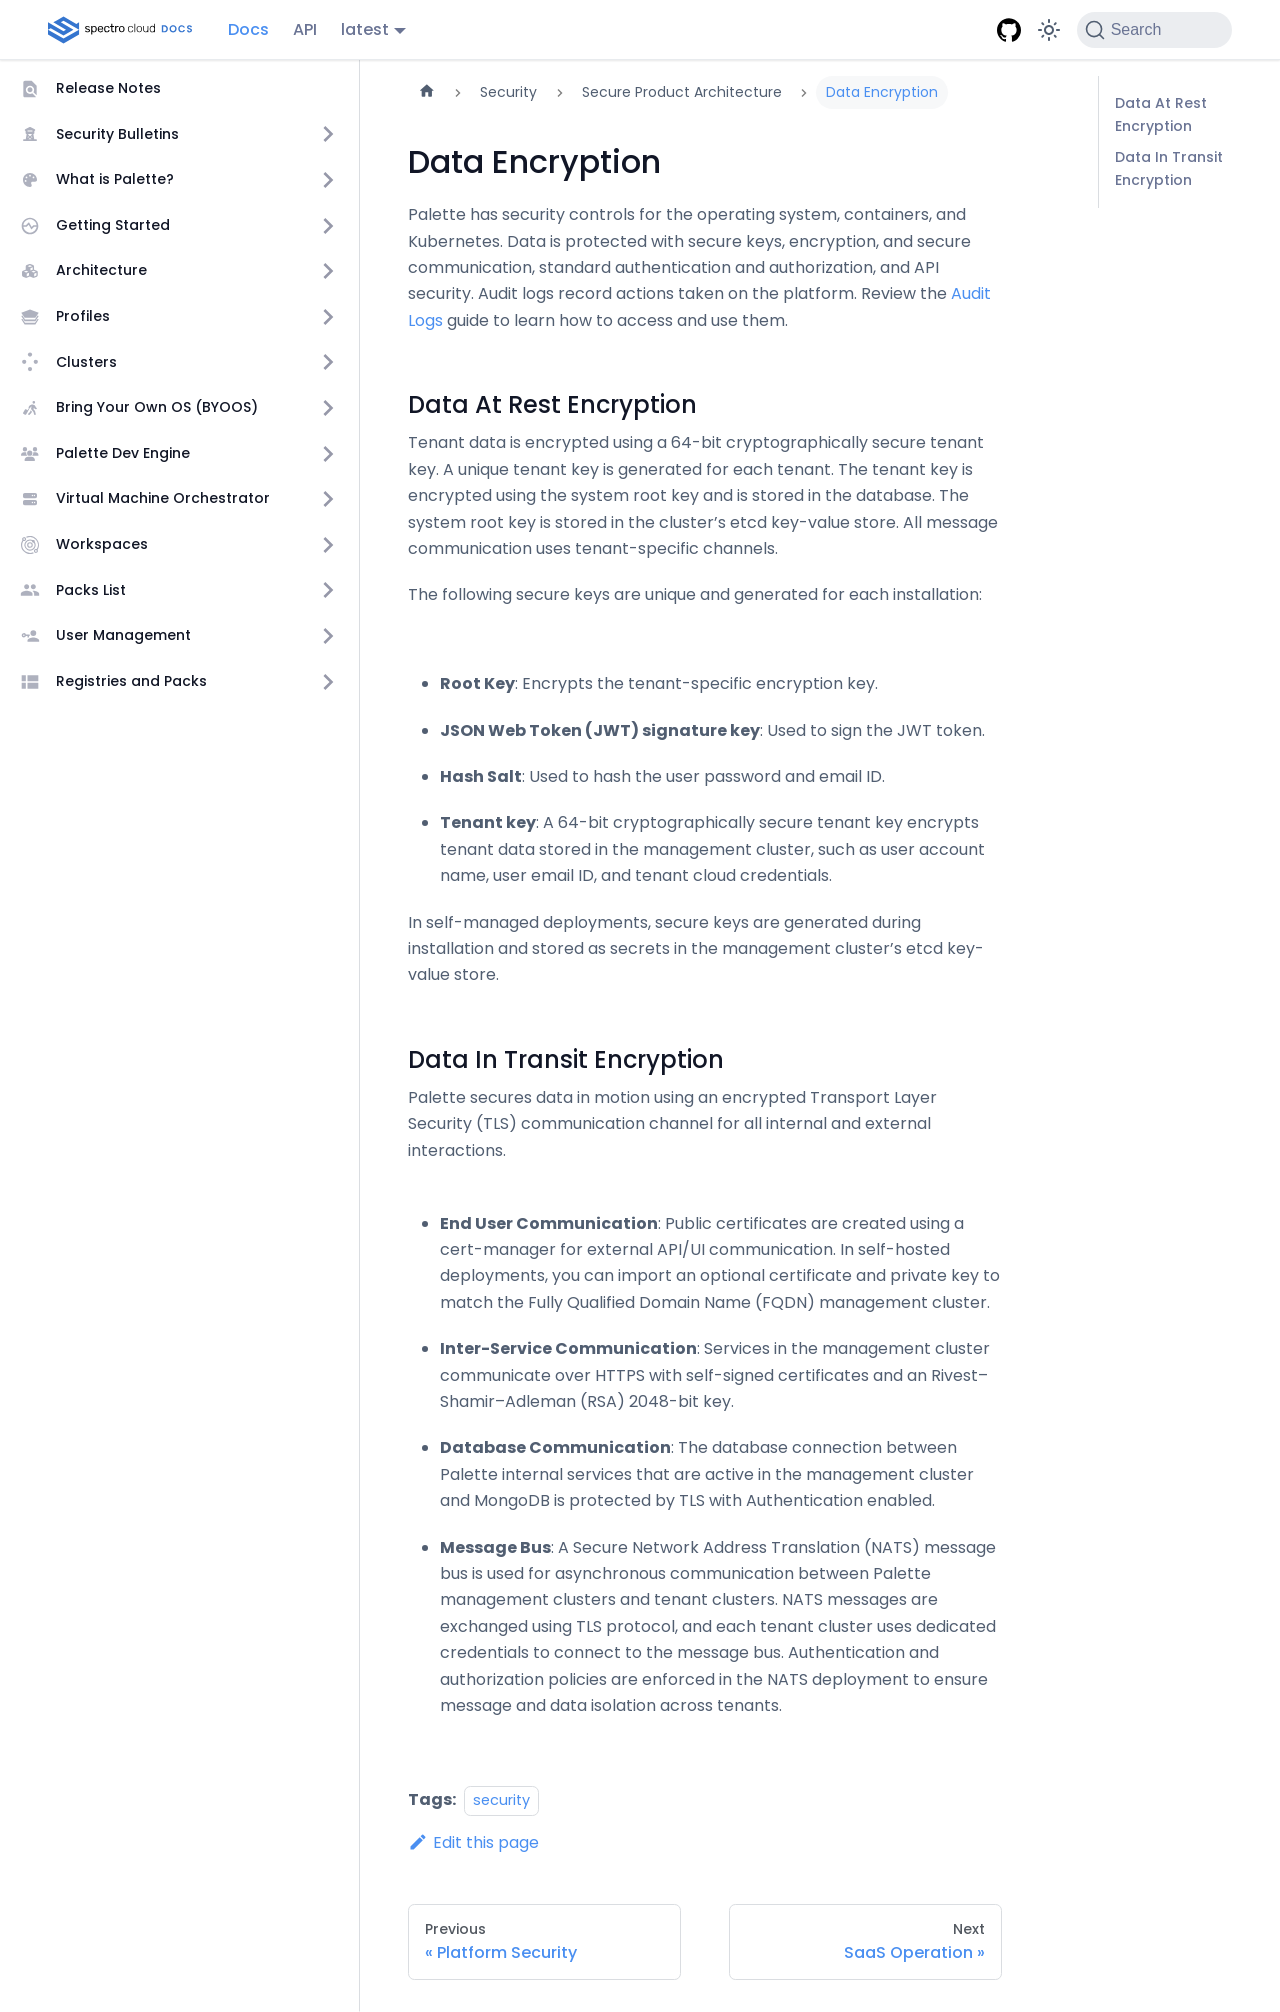 spectro cloud DOCS Docs API latest Search
Release Notes
Security Bulletins
What is Palette?
Getting Started
Architecture
Profiles
Clusters
Bring Your Own OS (BYOOS)
Palette Dev Engine
Virtual Machine Orchestrator
Workspaces
Packs List
User Management
Registries and Packs
Security Secure Product Architecture Data Encryption
Data Encryption
Palette has security controls for the operating system, containers, and
Kubernetes. Data is protected with secure keys, encryption, and secure
communication, standard authentication and authorization, and API
security. Audit logs record actions taken on the platform. Review the Audit
Logs guide to learn how to access and use them.
Data At Rest Encryption
Tenant data is encrypted using a 64-bit cryptographically secure tenant
key. A unique tenant key is generated for each tenant. The tenant key is
encrypted using the system root key and is stored in the database. The
system root key is stored in the cluster’s etcd key-value store. All message
communication uses tenant-specific channels.
The following secure keys are unique and generated for each installation:
• Root Key: Encrypts the tenant-specific encryption key.
• JSON Web Token (JWT) signature key: Used to sign the JWT token.
• Hash Salt: Used to hash the user password and email ID.
• Tenant key: A 64-bit cryptographically secure tenant key encrypts
tenant data stored in the management cluster, such as user account
name, user email ID, and tenant cloud credentials.
In self-managed deployments, secure keys are generated during
installation and stored as secrets in the management cluster’s etcd key-
value store.
Data In Transit Encryption
Palette secures data in motion using an encrypted Transport Layer
Security (TLS) communication channel for all internal and external
interactions.
• End User Communication: Public certificates are created using a
cert-manager for external API/UI communication. In self-hosted
deployments, you can import an optional certificate and private key to
match the Fully Qualified Domain Name (FQDN) management cluster.
• Inter-Service Communication: Services in the management cluster
communicate over HTTPS with self-signed certificates and an Rivest–
Shamir–Adleman (RSA) 2048-bit key.
• Database Communication: The database connection between
Palette internal services that are active in the management cluster
and MongoDB is protected by TLS with Authentication enabled.
• Message Bus: A Secure Network Address Translation (NATS) message
bus is used for asynchronous communication between Palette
management clusters and tenant clusters. NATS messages are
exchanged using TLS protocol, and each tenant cluster uses dedicated
credentials to connect to the message bus. Authentication and
authorization policies are enforced in the NATS deployment to ensure
message and data isolation across tenants.
Tags: security
Edit this page
Previous
« Platform Security
Next
SaaS Operation »
Data At Rest
Encryption
Data In Transit
Encryption